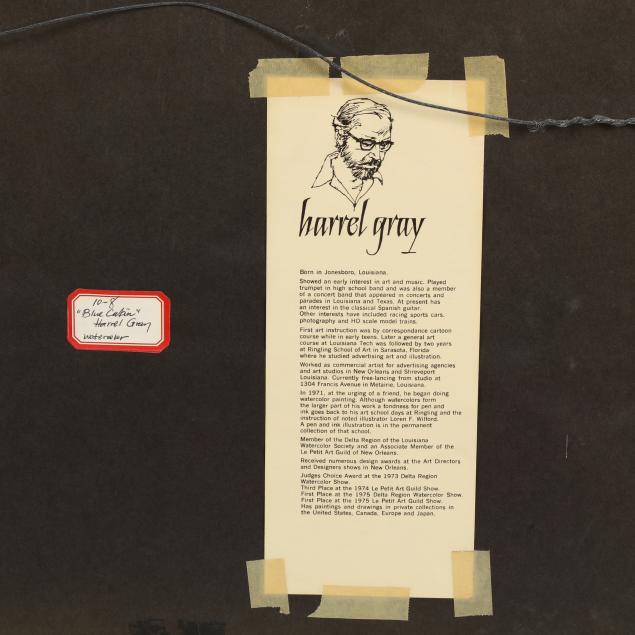 harrel gray
Born in Jonesboro, Louisiana.
Showed an early interest in art and music. Played
trumpet in high school band and was also a member
of a concert band that appeared in concerts and
parades in Louisiana and Texas. At present has
an interest in the classical Spanish guitar.
Other interests have included racing sports cars,
photography and HO scale model trains.
First art instruction was by correspondance cartoon
course while in early teens. Later a general art
course at Louisiana Tech was followed by two years
at Ringling School of Art in Sarasota, Florida
where he studied advertising art and illustration.
Worked as commercial artist for advertising agencies
and art studios in New Orleans and Shreveport
Louisiana. Currently free-lancing from studio at
1304 Francis Avenue in Metairie, Louisiana.
In 1971, at the urging of a friend, he began doing
watercolor painting. Although watercolors form
the larger part of his work a fondness for pen and
ink goes back to his art school days at Ringling and the
instruction of noted illustrator Loren F. Wilford.
A pen and ink illustration is in the permanent
collection of that school.
Member of the Delta Region of the Louisiana
Watercolor Society and an Associate Member of the
Le Petit Art Guild of New Orleans.
Received numerous design awards at the Art Directors
and Designers shows in New Orleans.
Judges Choice Award at the 1973 Delta Region
Watercolor Show.
Third Place at the 1974 Le Petit Art Guild Show.
First Place at the 1975 Delta Region Watercolor Show.
First Place at the 1975 Le Petit Art Guild Show.
Has paintings and drawings in private collections in
the United States, Canada, Europe and Japan.
10-8
"Blue Cabin"
Harrel Gray
watercolor